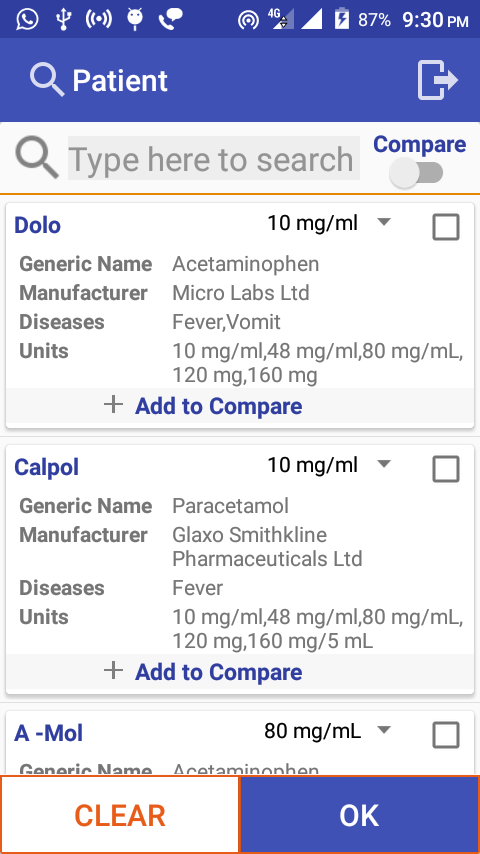 4G 87% 9:30 PM
Patient
Type here to search Compare
Dolo 10 mg/ml
Generic Name Acetaminophen
Manufacturer Micro Labs Ltd
Diseases Fever,Vomit
Units 10 mg/ml,48 mg/ml,80 mg/mL,
120 mg,160 mg
+ Add to Compare
Calpol 10 mg/ml
Generic Name Paracetamol
Manufacturer Glaxo Smithkline
Pharmaceuticals Ltd
Diseases Fever
Units 10 mg/ml,48 mg/ml,80 mg/mL,
120 mg,160 mg/5 mL
+ Add to Compare
A -Mol 80 mg/mL
Generic Name Acetaminophen
CLEAR OK